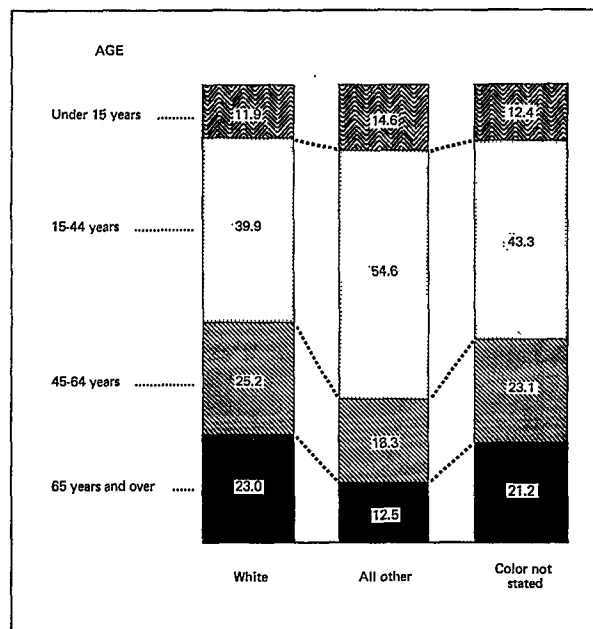 AGE
Under 15 years
11.9
14.6
12.4
15-44 years
39.9
54.6
43.3
45-64 years
25.2
18.3
23.1
65 years and over
23.0
12.5
21.2
White
All other
Color not
stated